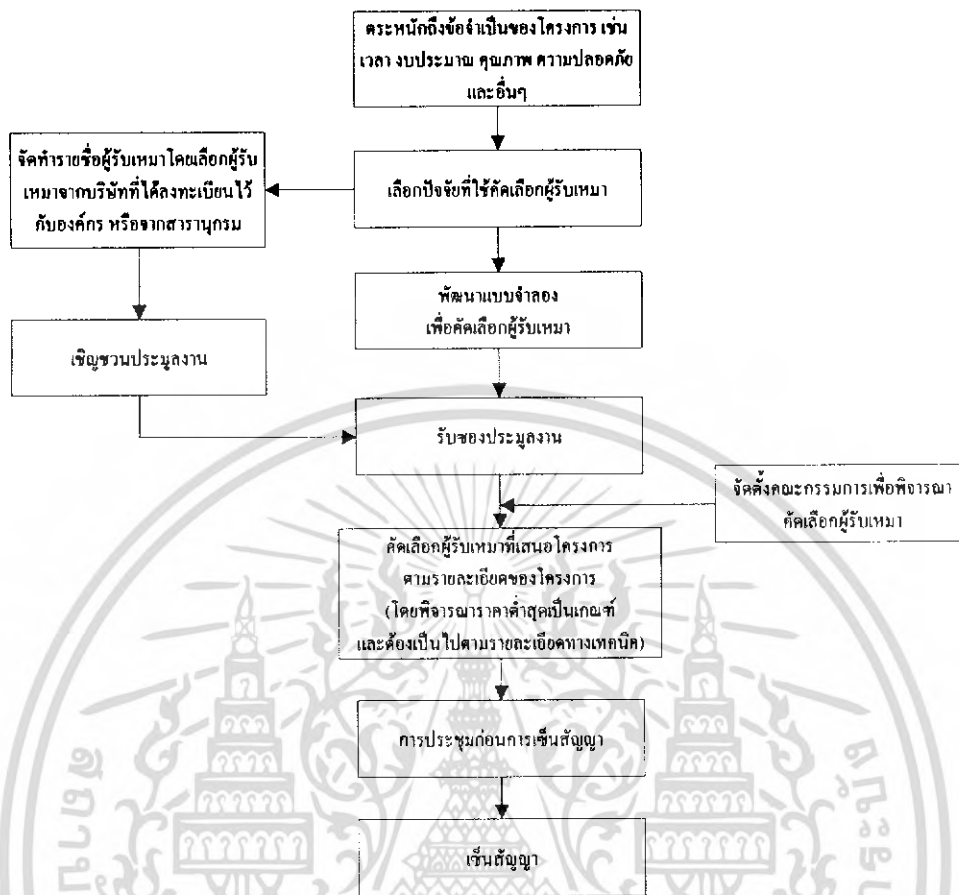 ตระหนักถึงข้อจำเป็นของโครงการ เช่น
เวลา งบประมาณ คุณภาพ ความปลอดภัย
และอื่นๆ
จัดทำรายชื่อผู้รับเหมาโดยเลือกผู้รับ
เหมาจากบริษัทที่ได้ลงทะเบียนไว้
กับองค์กร หรือจากสารานุกรม
เลือกปัจจัยที่ใช้คัดเลือกผู้รับเหมา
พัฒนาแบบจำลอง
เพื่อคัดเลือกผู้รับเหมา
เชิญชวนประมูลงาน
รับซองประมูลงาน
จัดตั้งคณะกรรมการเพื่อพิจารณา
คัดเลือกผู้รับเหมา
คัดเลือกผู้รับเหมาที่เสนอโครงการ
ตามรายละเอียดของโครงการ
(โดยพิจารณาราคาต่ำสุดเป็นเกณฑ์
และต้องเป็นไปตามรายละเอียดทางเทคนิค)
การประชุมก่อนการเซ็นสัญญา
เซ็นสัญญา